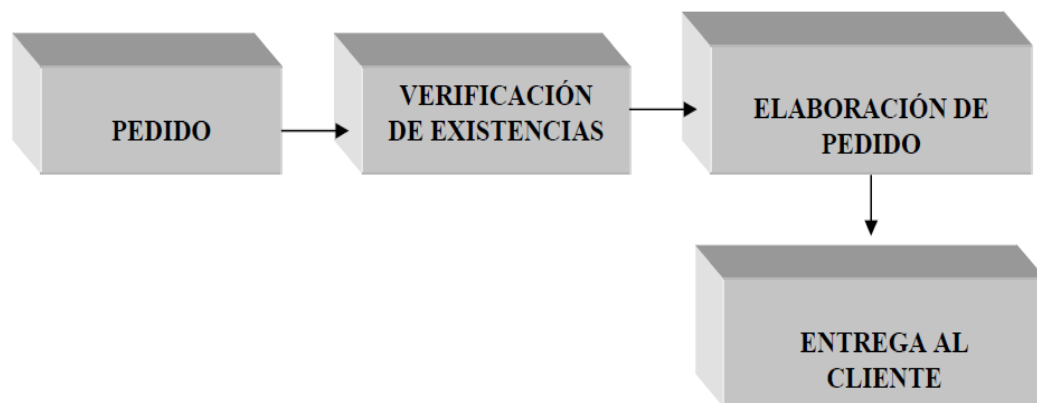 PEDIDO
VERIFICACIÓN
DE EXISTENCIAS
ELABORACIÓN DE
PEDIDO
ENTREGA AL
CLIENTE